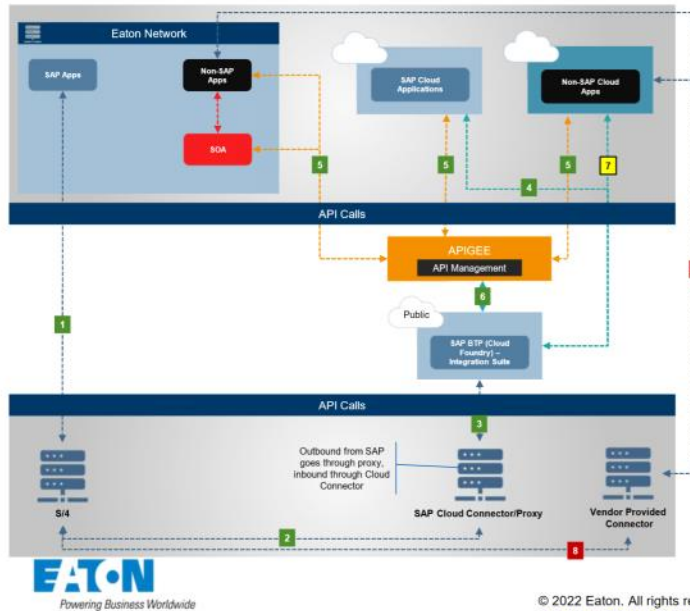 Eaton Network
SAP Apps
Non-SAP
Apps
SOA
SAP Cloud
Applications
Non-SAP Cloud
Apps
5
5
5
7
4
API Calls
APIGEE
API Management
1
6
Public
SAP BTP (Cloud
Foundry) –
Integration Suite
API Calls
3
Outbound from SAP
goes through proxy,
inbound through Cloud
Connector
S/4
SAP Cloud Connector/Proxy
Vendor Provided
Connector
2
8
EATON
Powering Business Worldwide
© 2022 Eaton. All rights re